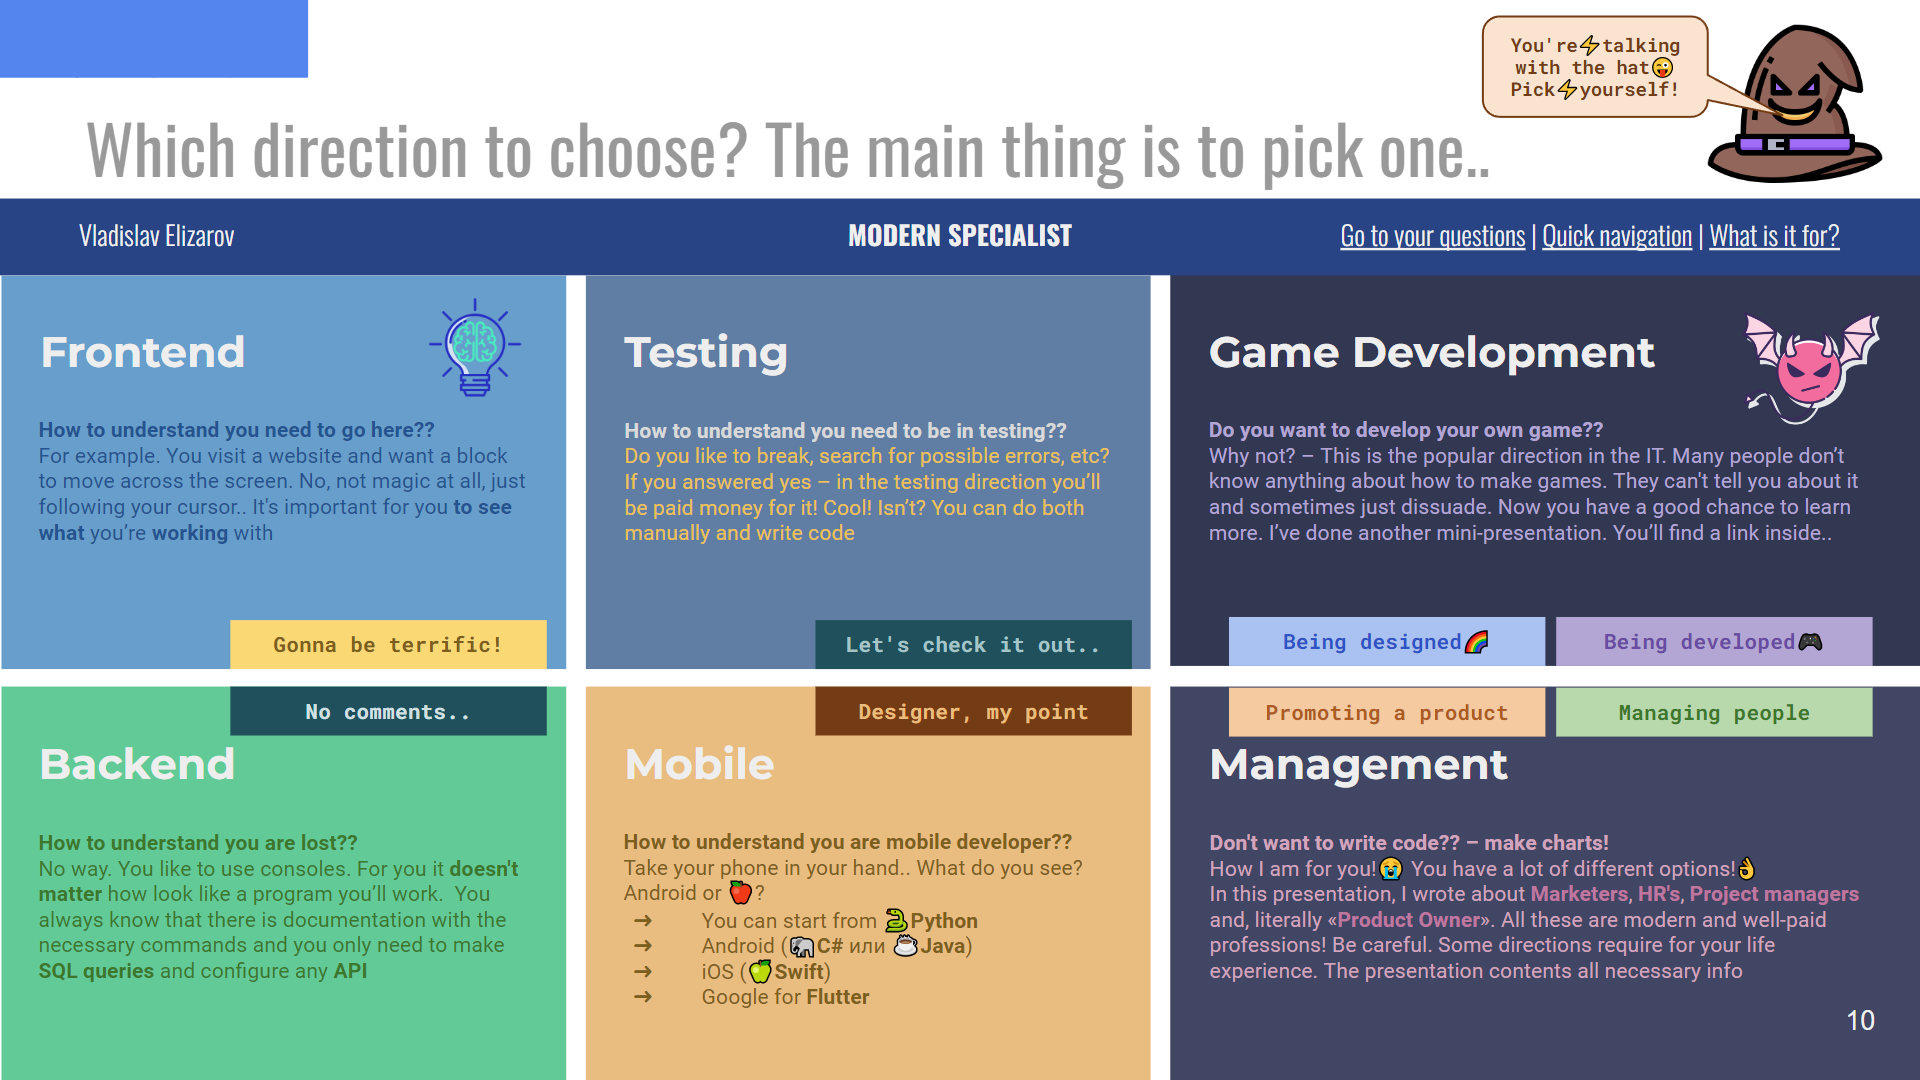 You're⚡talking
with the hat😜
Pick⚡yourself!
Which direction to choose? The main thing is to pick one..
Vladislav Elizarov
MODERN SPECIALIST
Go to your questions | Quick navigation | What is it for?
Frontend
How to understand you need to go here??
For example. You visit a website and want a block
to move across the screen. No, not magic at all, just
following your cursor.. It's important for you to see
what you’re working with
Gonna be terrific!
Testing
How to understand you need to be in testing??
Do you like to break, search for possible errors, etc?
If you answered yes – in the testing direction you’ll
be paid money for it! Cool! Isn’t? You can do both
manually and write code
Let's check it out..
Game Development
Do you want to develop your own game??
Why not? – This is the popular direction in the IT. Many people don’t
know anything about how to make games. They can't tell you about it
and sometimes just dissuade. Now you have a good chance to learn
more. I’ve done another mini-presentation. You’ll find a link inside..
Being designed🌈
Being developed🎮
No comments..
Backend
How to understand you are lost??
No way. You like to use consoles. For you it doesn't
matter how look like a program you’ll work. You
always know that there is documentation with the
necessary commands and you only need to make
SQL queries and configure any API
Designer, my point
Mobile
How to understand you are mobile developer??
Take your phone in your hand.. What do you see?
Android or 🍎?
➔ You can start from 🐍Python
➔ Android (🐘C# или ☕Java)
➔ iOS (🍏Swift)
➔ Google for Flutter
Promoting a product
Managing people
Management
Don't want to write code?? – make charts!
How I am for you!😭 You have a lot of different options!👌
In this presentation, I wrote about Marketers, HR's, Project managers
and, literally «Product Owner». All these are modern and well-paid
professions! Be careful. Some directions require for your life
experience. The presentation contents all necessary info
10